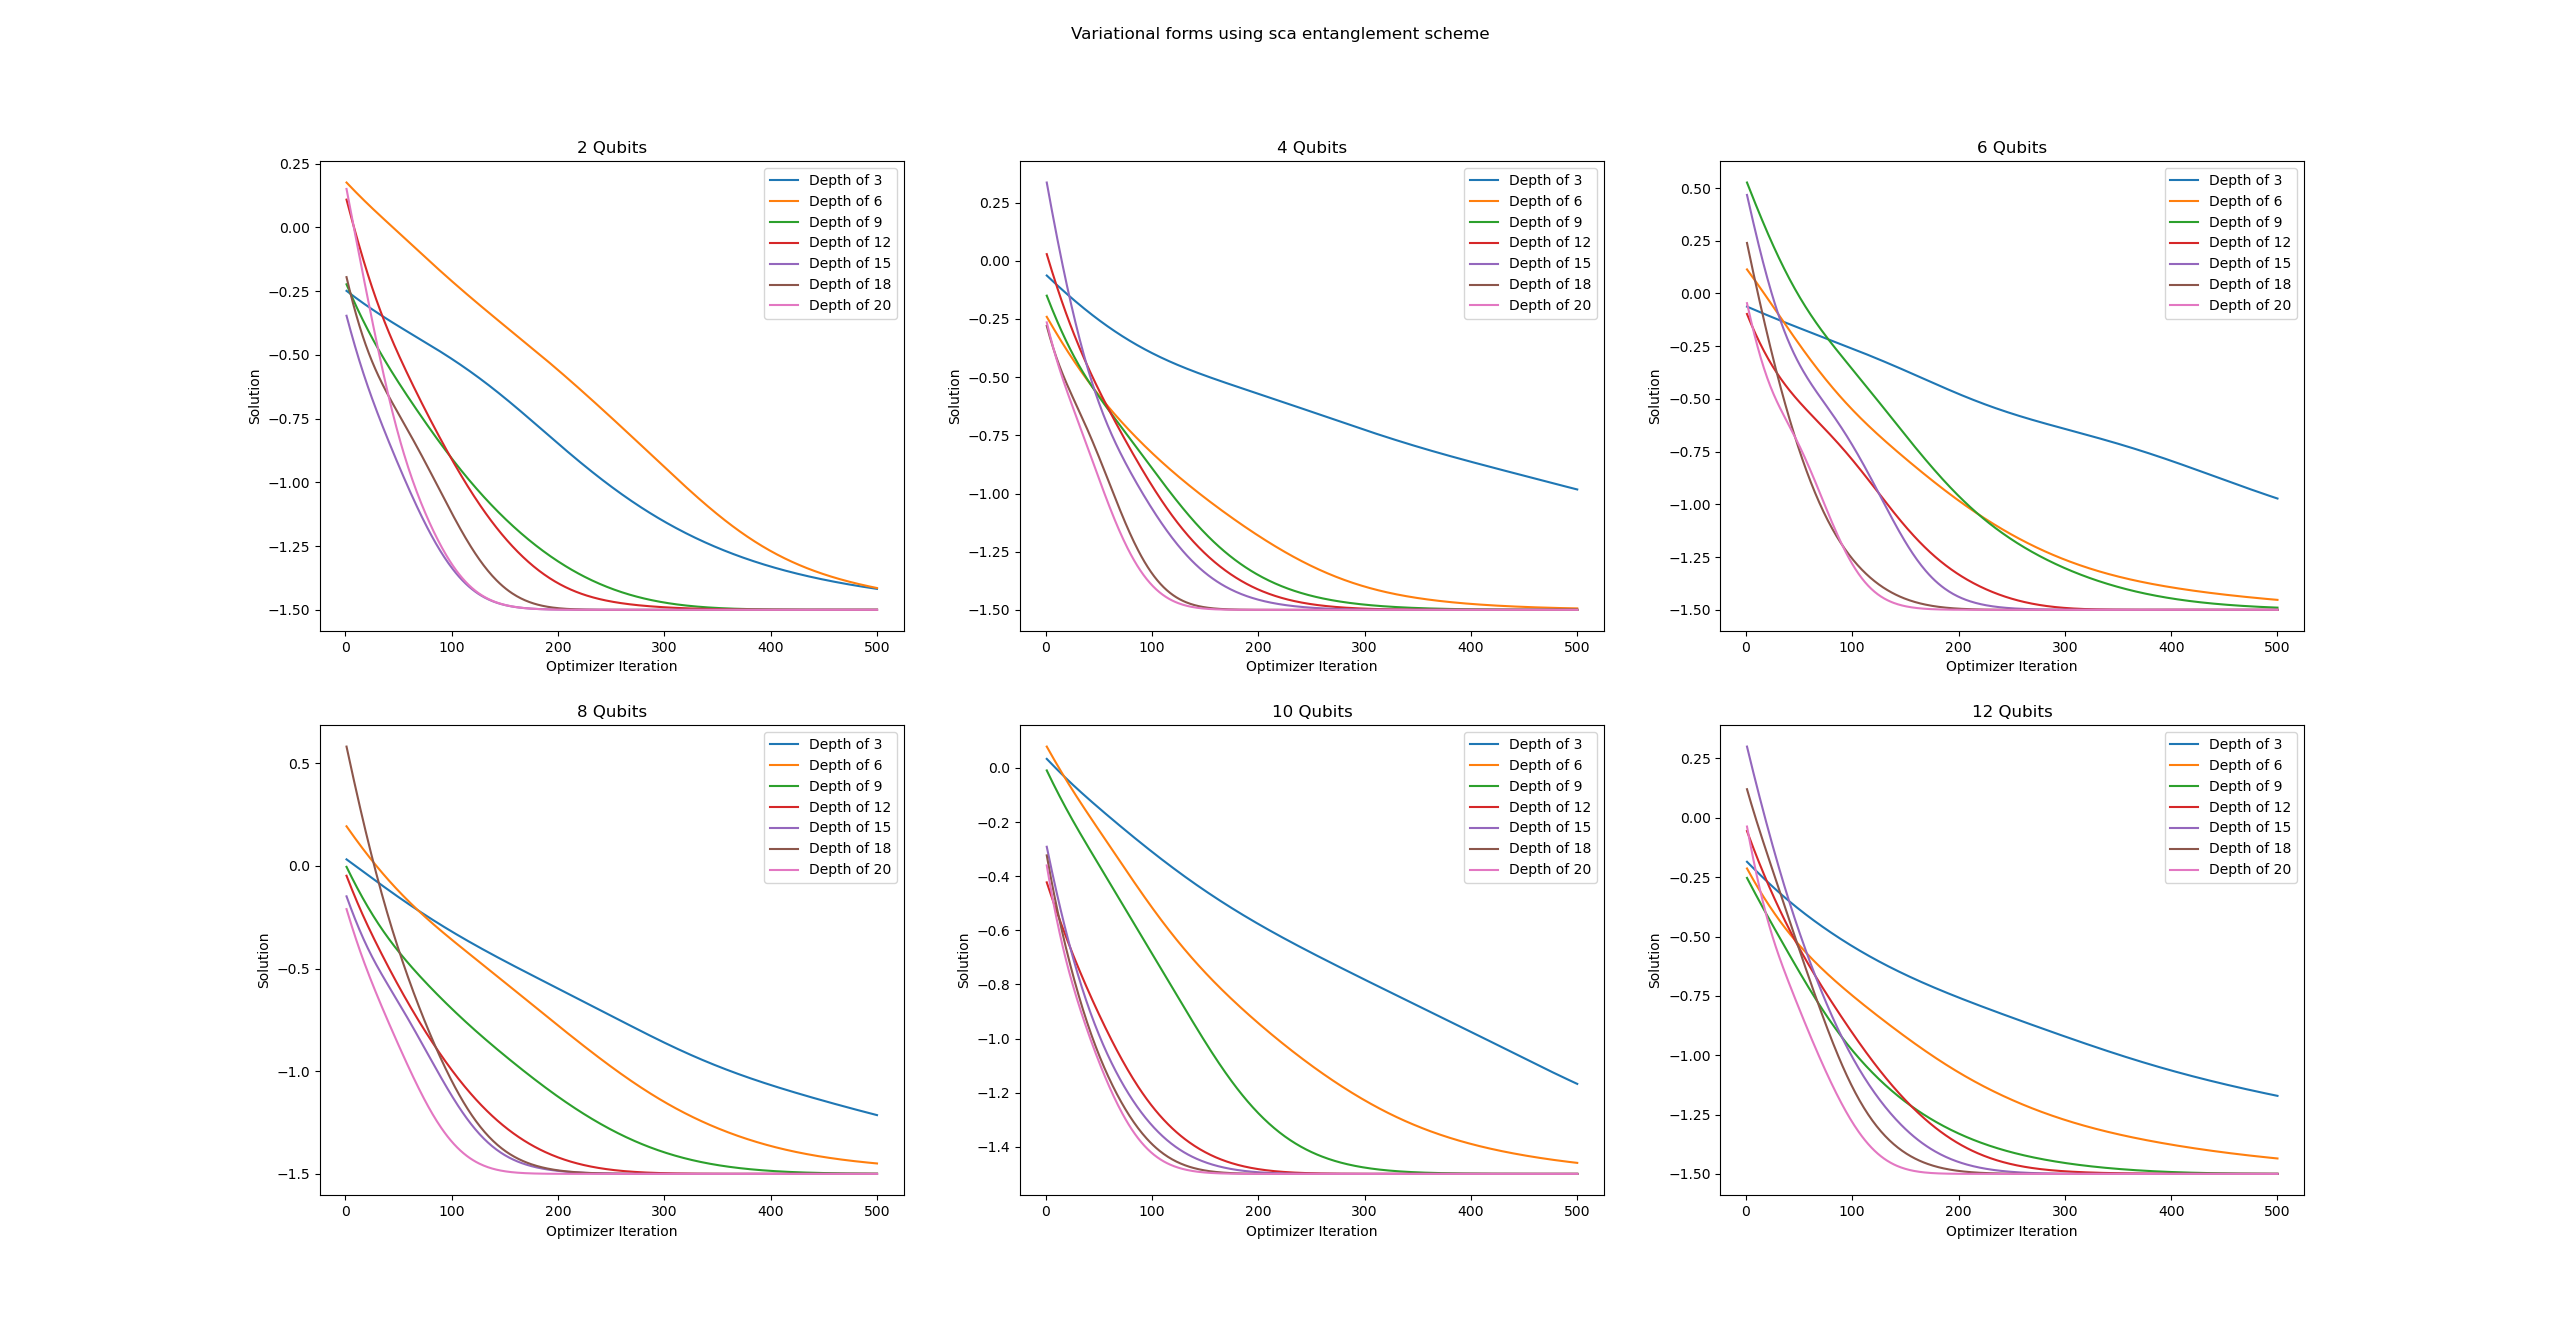 Variational forms using sca entanglement scheme
2 Qubits
0.25
0.00
−0.25
−0.50
−0.75
−1.00
−1.25
−1.50
Solution
0 100 200 300 400 500
Optimizer Iteration
Depth of 3
Depth of 6
Depth of 9
Depth of 12
Depth of 15
Depth of 18
Depth of 20
4 Qubits
0.25
0.00
−0.25
−0.50
−0.75
−1.00
−1.25
−1.50
Solution
0 100 200 300 400 500
Optimizer Iteration
Depth of 3
Depth of 6
Depth of 9
Depth of 12
Depth of 15
Depth of 18
Depth of 20
6 Qubits
0.50
0.25
0.00
−0.25
−0.50
−0.75
−1.00
−1.25
−1.50
Solution
0 100 200 300 400 500
Optimizer Iteration
Depth of 3
Depth of 6
Depth of 9
Depth of 12
Depth of 15
Depth of 18
Depth of 20
8 Qubits
0.5
0.0
−0.5
−1.0
−1.5
Solution
0 100 200 300 400 500
Optimizer Iteration
Depth of 3
Depth of 6
Depth of 9
Depth of 12
Depth of 15
Depth of 18
Depth of 20
10 Qubits
0.0
−0.2
−0.4
−0.6
−0.8
−1.0
−1.2
−1.4
Solution
0 100 200 300 400 500
Optimizer Iteration
Depth of 3
Depth of 6
Depth of 9
Depth of 12
Depth of 15
Depth of 18
Depth of 20
12 Qubits
0.25
0.00
−0.25
−0.50
−0.75
−1.00
−1.25
−1.50
Solution
0 100 200 300 400 500
Optimizer Iteration
Depth of 3
Depth of 6
Depth of 9
Depth of 12
Depth of 15
Depth of 18
Depth of 20